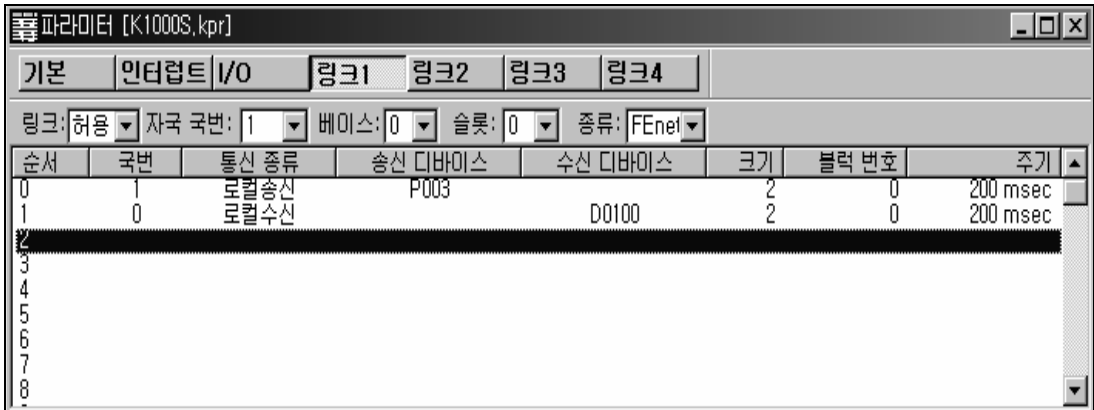 파라미터 [K1000S,kpr]
기본 인터럽트 I/O 링크1 링크2 링크3 링크4
링크: 허용 자국 국번: 1 베이스: 0 슬롯: 0 종류: FEnet
순서 국번 통신 종류 송신 디바이스 수신 디바이스 크기 블럭 번호 주기
0 1 로컬송신 P003 2 0 200 msec
1 0 로컬수신 D0100 2 0 200 msec
2
3
4
5
6
7
8